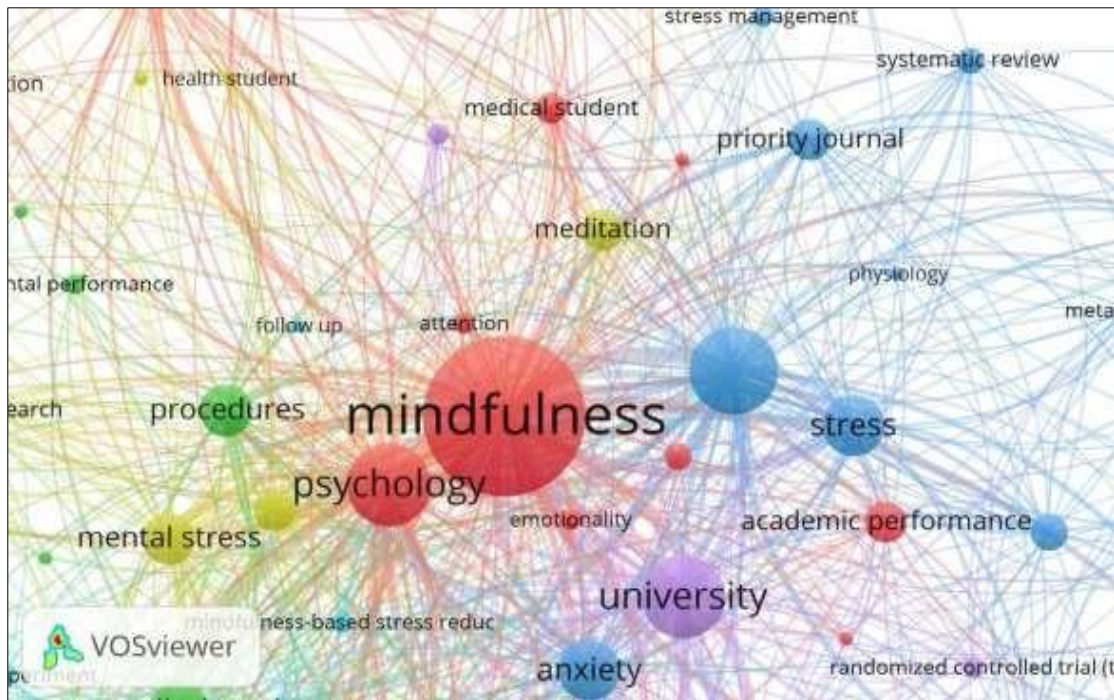 stress management
systematic review
health student
medical student
priority journal
meditation
physiology
ntal performance
follow up
attention
meta
earch
procedures
mindfulness
stress
psychology
emotionality
academic performance
mental stress
university
mindfulness-based stress reduc
VOSviewer
anxiety
randomized controlled trial (t